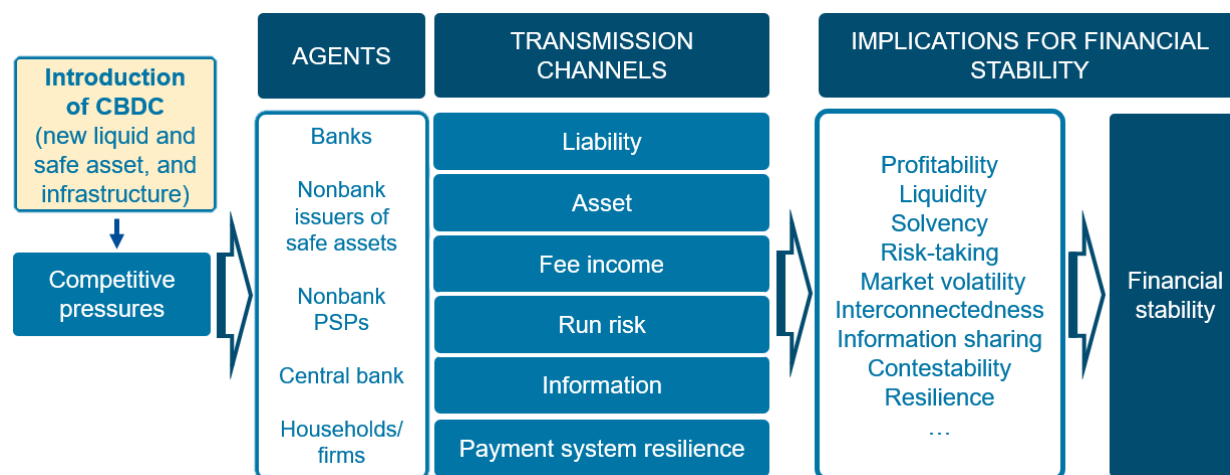 Introduction
of CBDC
(new liquid and
safe asset, and
infrastructure)
Competitive
pressures
AGENTS
Banks
Nonbank
issuers of
safe assets
Nonbank
PSPs
Central bank
Households/
firms
TRANSMISSION
CHANNELS
Liability
Asset
Fee income
Run risk
Information
Payment system resilience
IMPLICATIONS FOR FINANCIAL
STABILITY
Profitability
Liquidity
Solvency
Risk-taking
Market volatility
Interconnectedness
Information sharing
Contestability
Resilience
…
Financial
stability